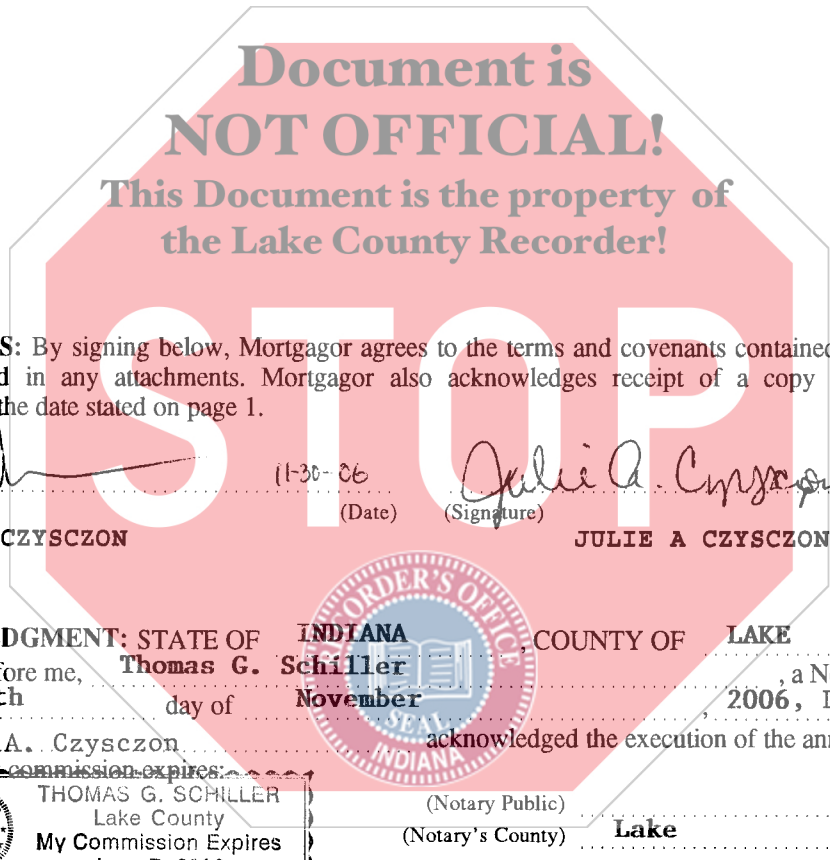 Document is
NOT OFFICIAL!
This Document is the property of
the Lake County Recorder!
STOP
S: By signing below, Mortgagor agrees to the terms and covenants contained
d in any attachments. Mortgagor also acknowledges receipt of a copy
the date stated on page 1.
11-30-06 Julie A. Czysczon
(Date) (Signature)
CZYSCZON JULIE A CZYSCZON
RECORDER'S OFFICE
SEAL
INDIANA
DGMENT: STATE OF INDIANA, COUNTY OF LAKE
fore me, Thomas G. Schiller, a N
th day of November, 2006, I
A. Czysczon acknowledged the execution of the ann
commission expires:
THOMAS G. SCHILLER
Lake County
My Commission Expires
(Notary Public)
(Notary's County) Lake